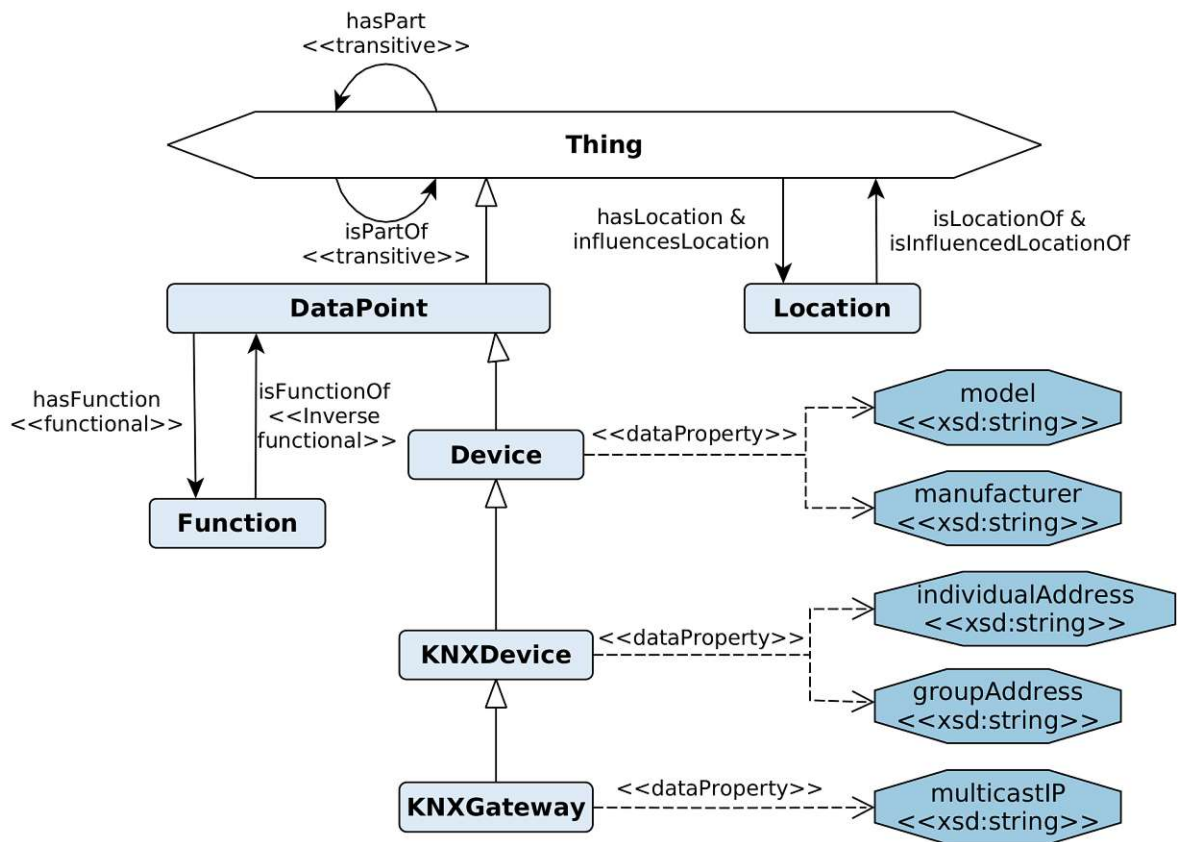 hasPart
<<transitive>>
Thing
isPartOf
<<transitive>>
hasLocation &
influencesLocation
isLocationOf &
isInfluencedLocationOf
DataPoint
Location
hasFunction
<<functional>>
isFunctionOf
<<Inverse
functional>>
Function
Device
<<dataProperty>>
model
<<xsd:string>>
manufacturer
<<xsd:string>>
KNXDevice
<<dataProperty>>
individualAddress
<<xsd:string>>
groupAddress
<<xsd:string>>
KNXGateway
<<dataProperty>>
multicastIP
<<xsd:string>>